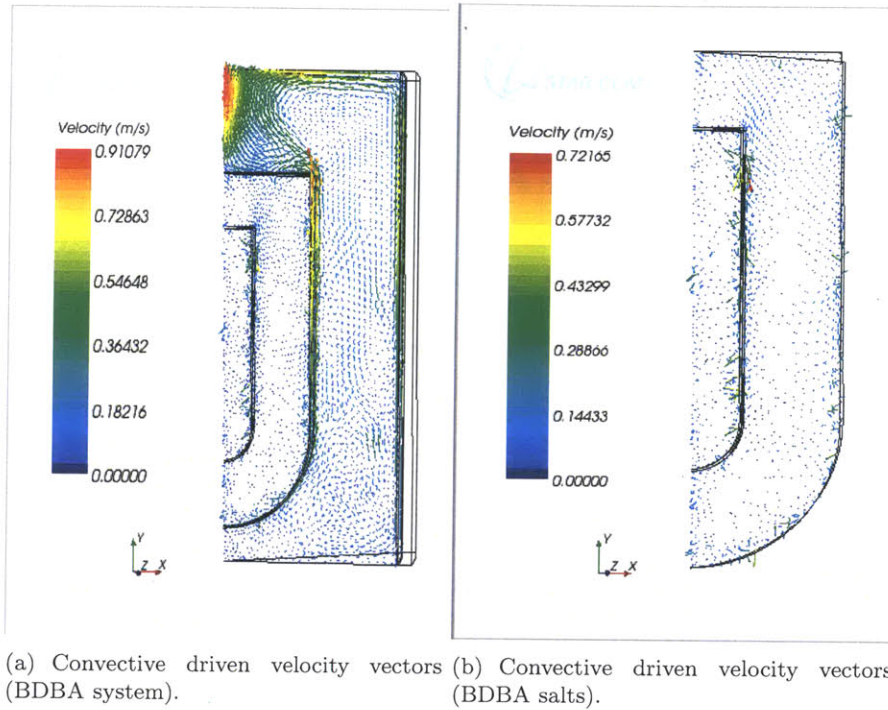 Velocity (m/s)
0.91079
0.72863
0.54648
0.36432
0.18216
0.00000
Y
Z X
Velocity (m/s)
0.72165
0.57732
0.43299
0.28866
0.14433
0.00000
Y
Z X
(a) Convective driven velocity vectors
(BDBA system).
(b) Convective driven velocity vectors
(BDBA salts).